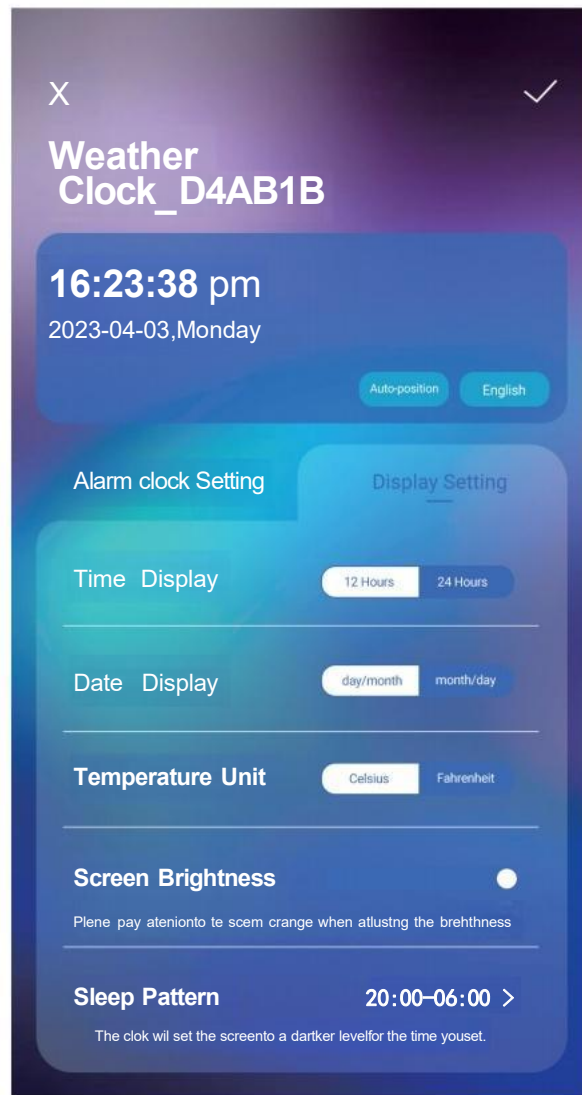 X
Weather
Clock_D4AB1B
16:23:38 pm
2023-04-03,Monday
Auto-position English
Alarm clock Setting Display Setting
Time Display 12 Hours 24 Hours
Date Display day/month month/day
Temperature Unit Celsius Fahrenheit
Screen Brightness
Plene pay atenionto te scem crange when atlustng the brehthness
Sleep Pattern 20:00-06:00 >
The clok wil set the screento a dartker levelfor the time youset.